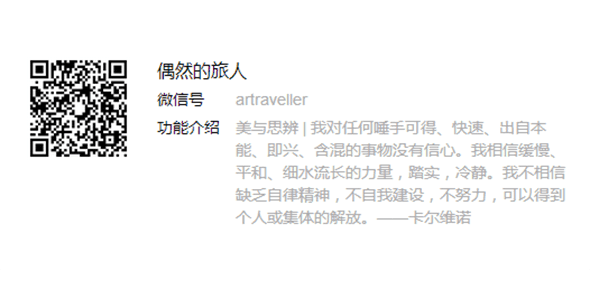 偶然的旅人
微信号 artraveller
功能介绍 美与思辨 | 我对任何唾手可得、快速、出自本
能、即兴、含混的事物没有信心。我相信缓慢、
平和、细水流长的力量，踏实，冷静。我不相信
缺乏自律精神，不自我建设，不努力，可以得到
个人或集体的解放。——卡尔维诺